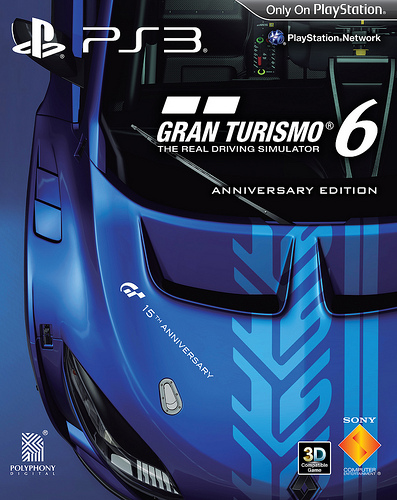 PS3
Only On PlayStation®
PlayStation®Network
GRAN TURISMO® 6
THE REAL DRIVING SIMULATOR
ANNIVERSARY EDITION
GT 15TH ANNIVERSARY
SONY
POLYPHONY
DIGITAL
3D
Compatible
Game
COMPUTER
ENTERTAINMENT®